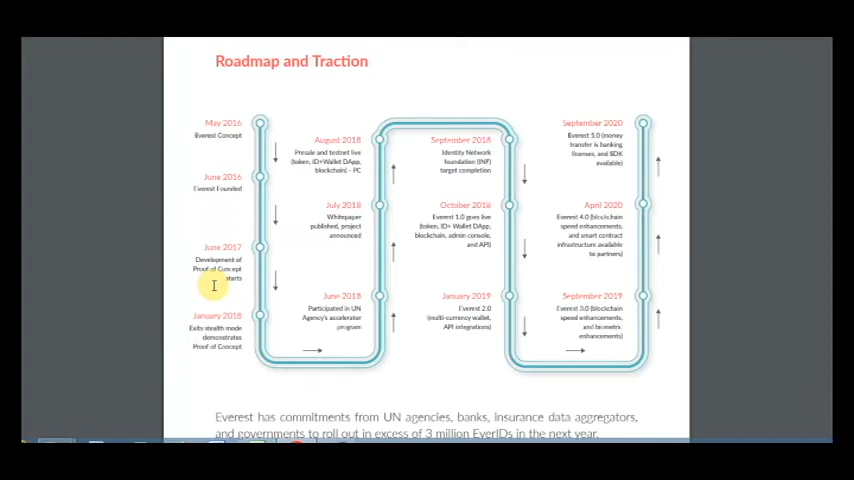 Roadmap and Traction
May 2016
Everest Concept
June 2016
Everest Founded
June 2017
Development of
Proof of Concept
starts
January 2018
Exits stealth mode
demonstrates
Proof of Concept
June 2018
Participated in UN
Agency's accelerator
program
July 2018
Whitepaper
published, project
announced
August 2018
Presale and testnet live
(token, ID+Wallet DApp,
blockchain) - PC
September 2018
Identity Network
foundation (INF)
target completion
October 2018
Everest 1.0 goes live
(token, ID+ Wallet DApp,
blockchain, admin console,
and API)
January 2019
Everest 2.0
(multi-currency wallet,
API integrations)
September 2019
Everest 3.0 (blockchain
speed enhancements,
and biometric
enhancements)
April 2020
Everest 4.0 (blockchain
speed enhancements,
and smart contract
infrastructure available
to partners)
September 2020
Everest 5.0 (money
transfer is banking
licenses, and SDK
available)
Everest has commitments from UN agencies, banks, insurance data aggregators,
and governments to roll out in excess of 3 million EverIDs in the next year.